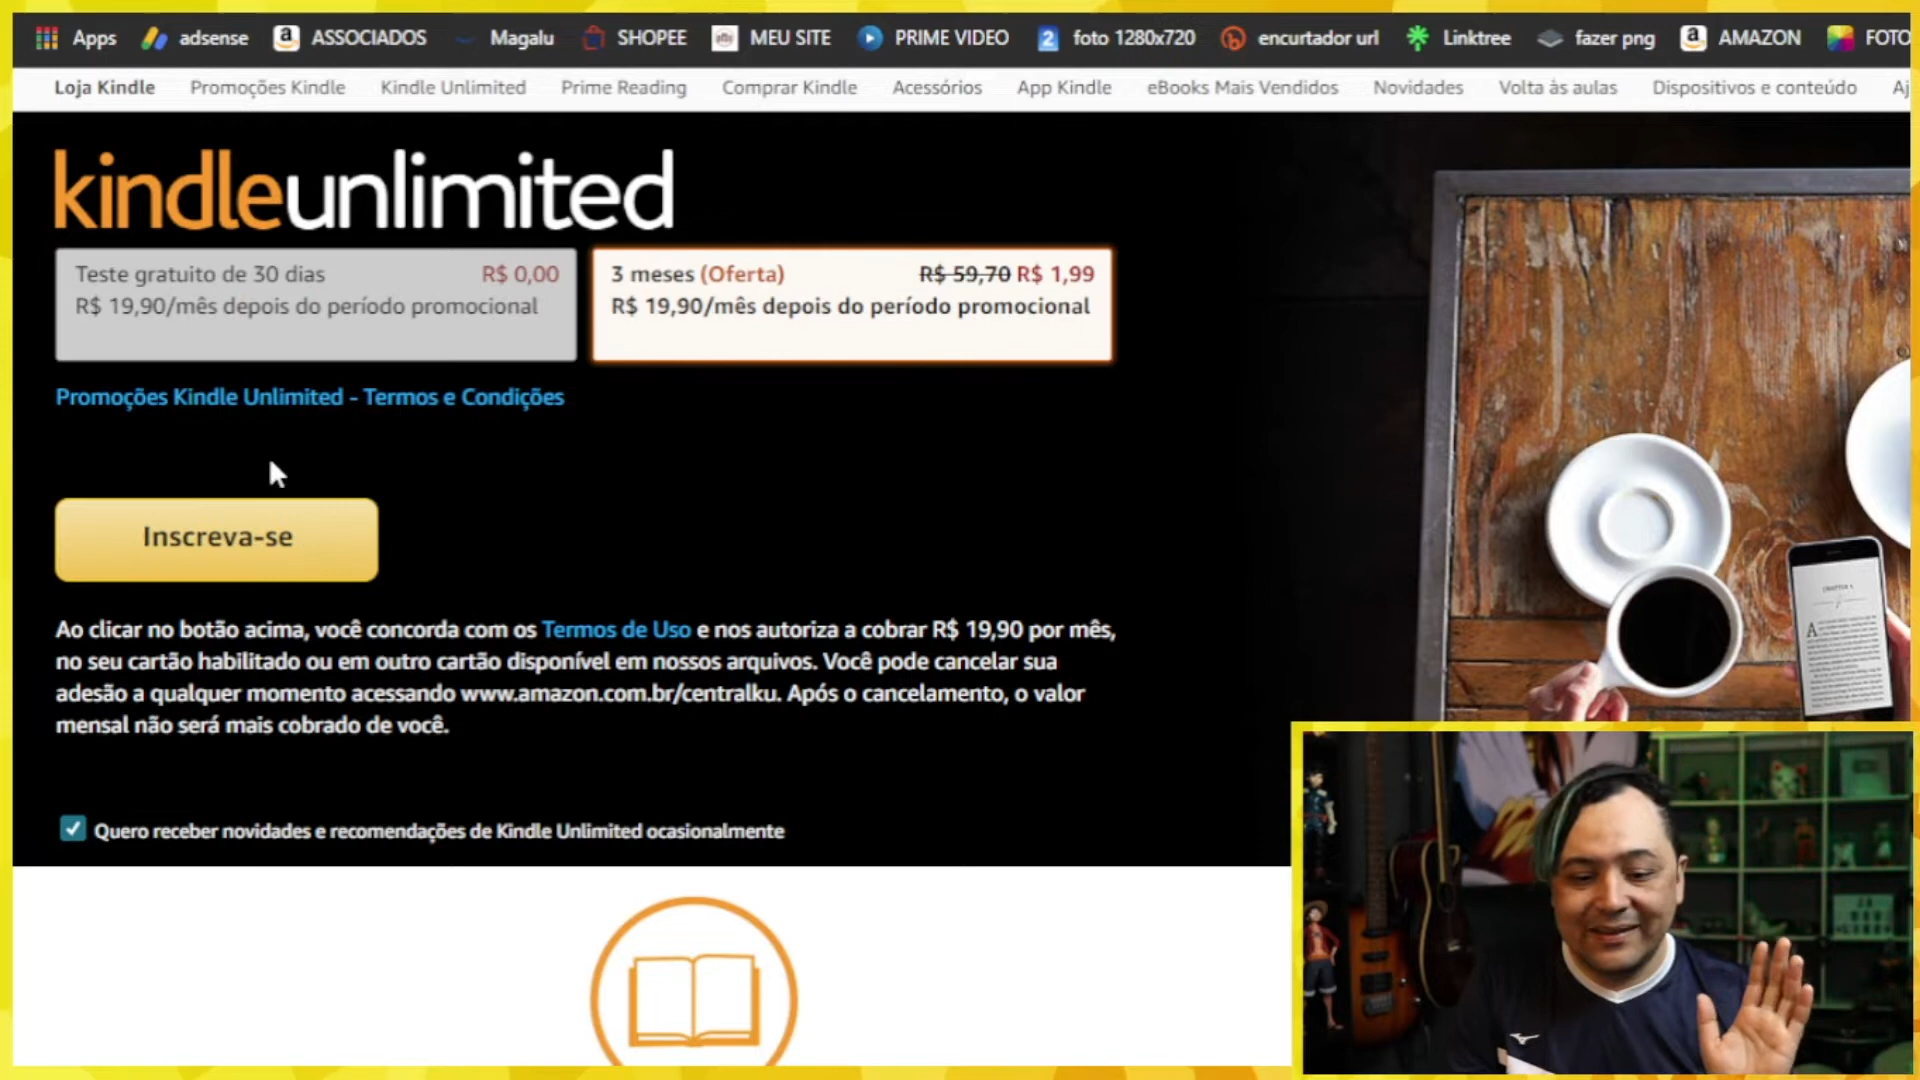 Apps adsense ASSOCIADOS Magalu SHOPEE MEU SITE PRIME VIDEO foto 1280x720 encurtador url Linktree fazer png AMAZON FOTO
Loja Kindle Promoções Kindle Kindle Unlimited Prime Reading Comprar Kindle Acessórios App Kindle eBooks Mais Vendidos Novidades Volta às aulas Dispositivos e conteúdo Aj
kindleunlimited
Teste gratuito de 30 dias R$ 0,00
R$ 19,90/mês depois do período promocional
3 meses (Oferta) R$ 59,70 R$ 1,99
R$ 19,90/mês depois do período promocional
Promoções Kindle Unlimited - Termos e Condições
Inscreva-se
Ao clicar no botão acima, você concorda com os Termos de Uso e nos autoriza a cobrar R$ 19,90 por mês,
no seu cartão habilitado ou em outro cartão disponível em nossos arquivos. Você pode cancelar sua
adesão a qualquer momento acessando www.amazon.com.br/centralku. Após o cancelamento, o valor
mensal não será mais cobrado de você.
Quero receber novidades e recomendações de Kindle Unlimited ocasionalmente